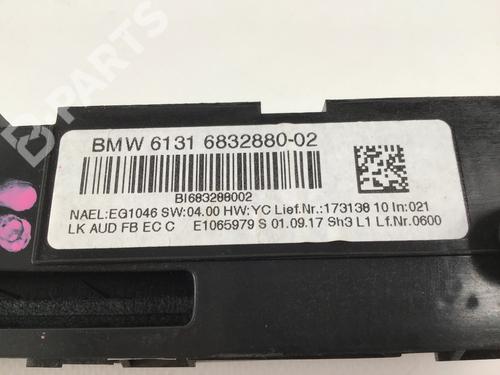 B-PARTS
BMW 6131 6832880-02
BI683288002
NAEL:EG1046 SW:04.00 HW:YC Lief.Nr.:173138 10 In:021
LK AUD FB EC C E1065979 S 01.09.17 Sh3 L1 Lf.Nr.0600